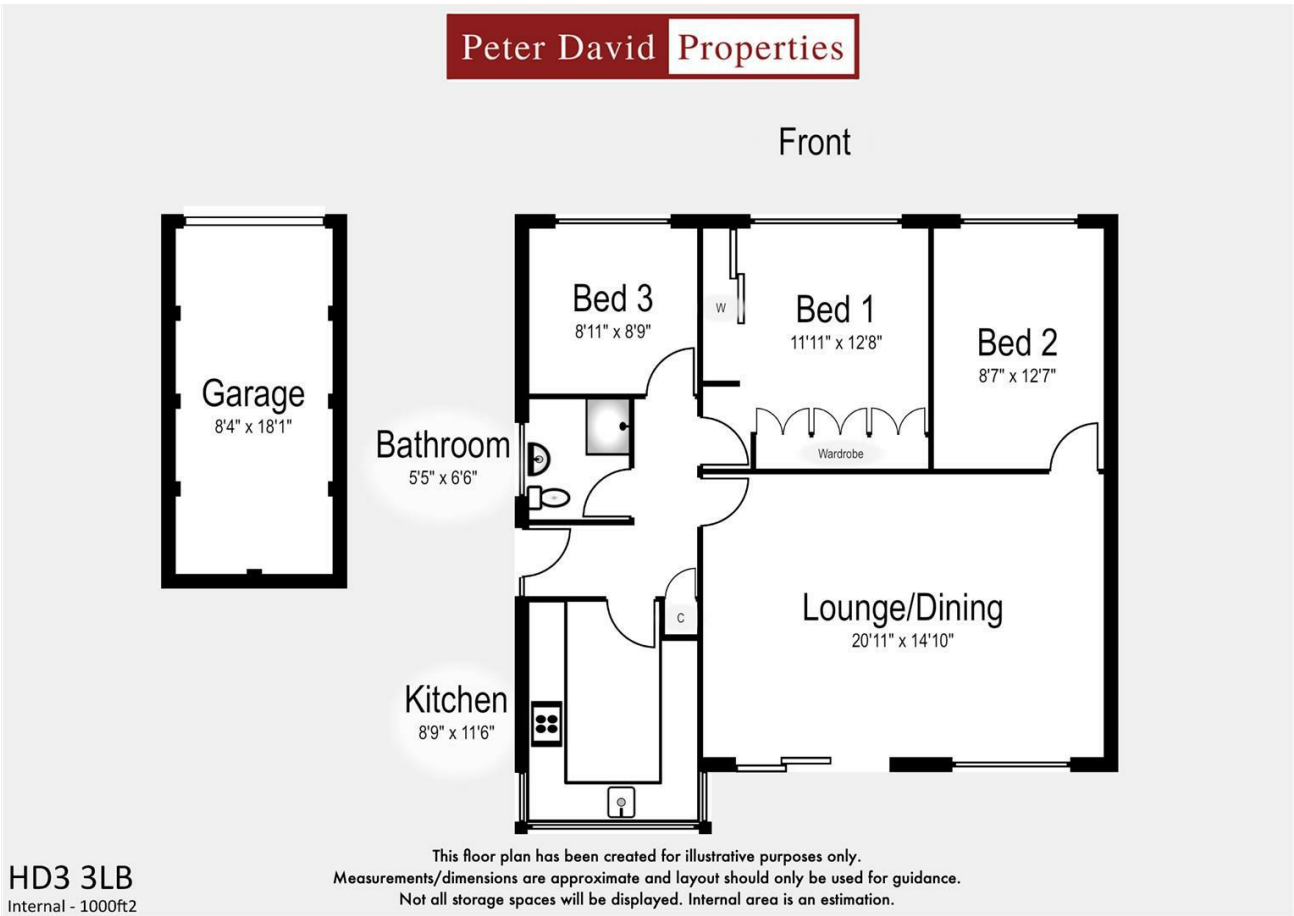 Peter David Properties
Front
Bed 3
8'11" x 8'9"
W
Bed 1
11'11" x 12'8"
Bed 2
8'7" x 12'7"
Garage
8'4" x 18'1"
Bathroom
5'5" x 6'6"
Wardrobe
Lounge/Dining
20'11" x 14'10"
C
Kitchen
8'9" x 11'6"
HD3 3LB
Internal - 1000ft2
This floor plan has been created for illustrative purposes only.
Measurements/dimensions are approximate and layout should only be used for guidance.
Not all storage spaces will be displayed. Internal area is an estimation.